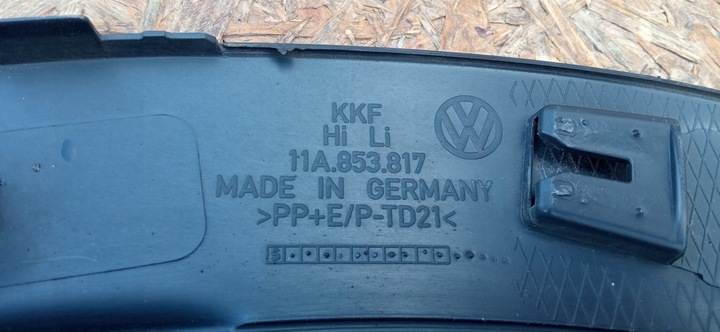 KKF
Hi Li
11A.853.817
MADE IN GERMANY
>PP+E/P-TD21<
S